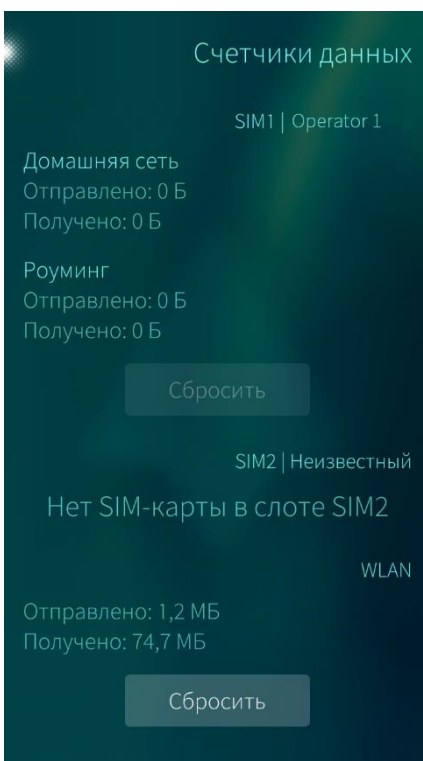 Счетчики данных
SIM1 | Operator 1
Домашняя сеть
Отправлено: 0 Б
Получено: 0 Б
Роуминг
Отправлено: 0 Б
Получено: 0 Б
Сбросить
SIM2 | Неизвестный
Нет SIM-карты в слоте SIM2
WLAN
Отправлено: 1,2 МБ
Получено: 74,7 МБ
Сбросить